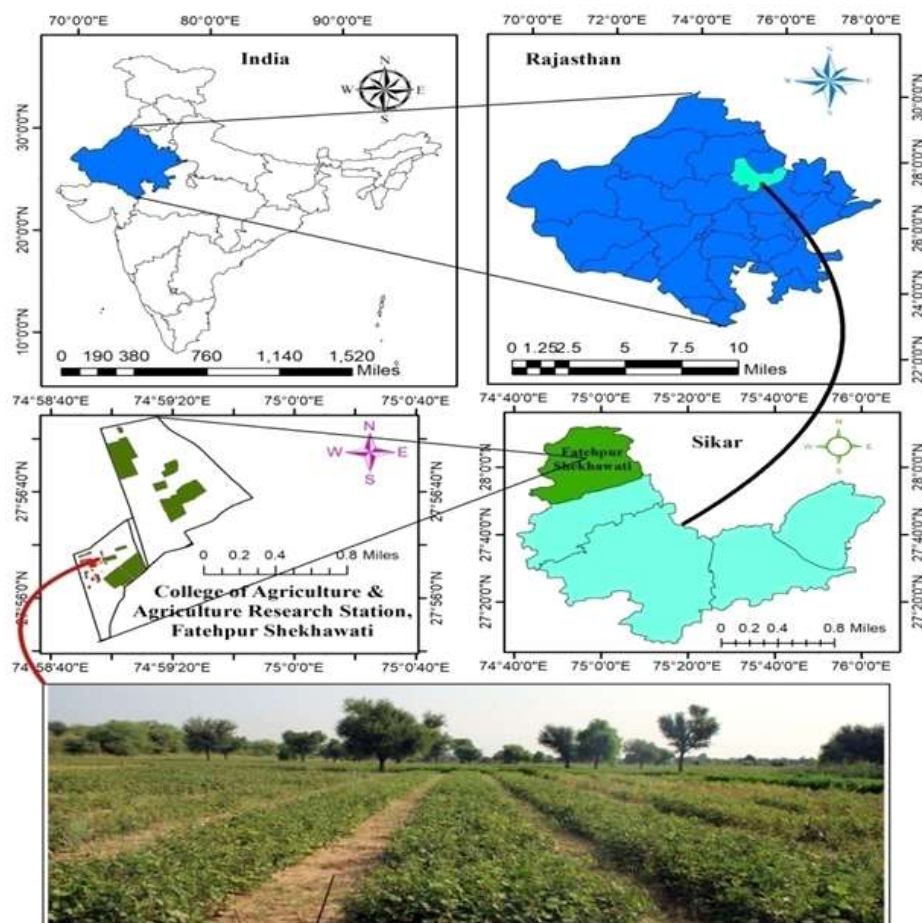 70°0'0"E 80°0'0"E 90°0'0"E
India
N
W E
S
30°0'0"N
20°0'0"N
10°0'0"N
0 190 380 760 1,140 1,520
Miles
70°0'0"E 72°0'0"E 74°0'0"E 76°0'0"E 78°0'0"E
Rajasthan
N
W E
S
30°0'0"N
28°0'0"N
26°0'0"N
24°0'0"N
22°0'0"N
0 1.25 2.5 5 7.5 10
Miles
74°58'40"E 74°59'20"E 75°0'0"E 75°0'40"E
N
W E
S
27°56'40"N
27°56'0"N
0 0.2 0.4 0.8 Miles
College of Agriculture &
Agriculture Research Station,
Fatehpur Shekhawati
74°58'40"E 74°59'20"E 75°0'0"E 75°0'40"E
74°40'0"E 75°0'0"E 75°20'0"E 75°40'0"E 76°0'0"E
Sikar
N
W E
S
Fatehpur
Shekhawati
28°0'0"N
27°40'0"N
27°20'0"N
0 0.2 0.4 0.8 Miles
74°40'0"E 75°0'0"E 75°20'0"E 75°40'0"E 76°0'0"E